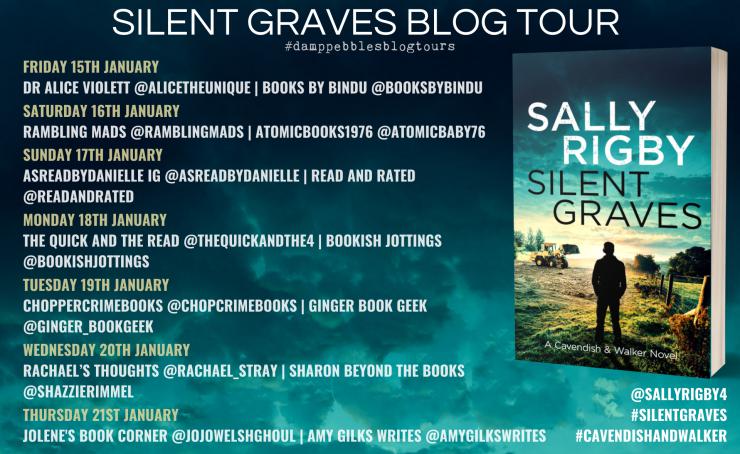 SILENT GRAVES BLOG TOUR
#damppebblesblogtours
FRIDAY 15TH JANUARY
DR ALICE VIOLETT @ALICETHEUNIQUE | BOOKS BY BINDU @BOOKSBYBINDU
SATURDAY 16TH JANUARY
RAMBLING MADS @RAMBLINGMADS | ATOMICBOOKS1976 @ATOMICBABY76
SUNDAY 17TH JANUARY
ASREADBYDANIELLE IG @ASREADBYDANIELLE | READ AND RATED
@READANDRATED
MONDAY 18TH JANUARY
THE QUICK AND THE READ @THEQUICKANDTHE4 | BOOKISH JOTTINGS
@BOOKISHJOTTINGS
TUESDAY 19TH JANUARY
CHOPPERCRIMEBOOKS @CHOPCRIMEBOOKS | GINGER BOOK GEEK
@GINGER_BOOKGEEK
WEDNESDAY 20TH JANUARY
RACHAEL'S THOUGHTS @RACHAEL_STRAY | SHARON BEYOND THE BOOKS
@SHAZZIERIMMEL
THURSDAY 21ST JANUARY
JOLENE'S BOOK CORNER @JOJOWELSHGHOUL | AMY GILKS WRITES @AMYGILKSWRITES
SALLY
RIGBY
SILENT
GRAVES
A Cavendish & Walker Novel
@SALLYRIGBY4
#SILENTGRAVES
#CAVENDISHANDWALKER